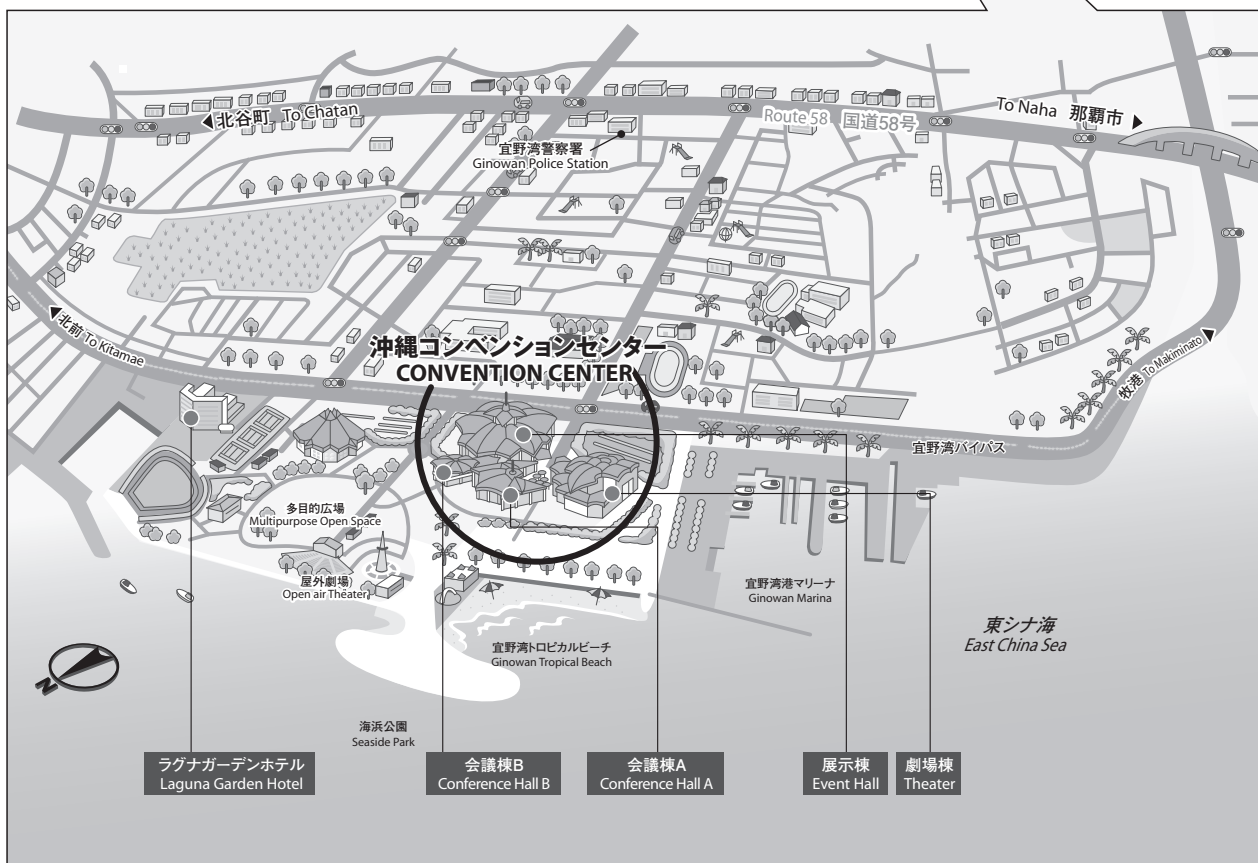 北谷町 To Chatan
宜野湾警察署
Ginowan Police Station
Route 58 国道58号
To Naha 那覇市
北前 To Kitamae
沖縄コンベンションセンター
CONVENTION CENTER
牧港 To Makiminato
宜野湾バイパス
多目的広場
Multipurpose Open Space
屋外劇場
Open air Theater
宜野湾港マリーナ
Ginowan Marina
東シナ海
East China Sea
宜野湾トロピカルビーチ
Ginowan Tropical Beach
N
海浜公園
Seaside Park
ラグナガーデンホテル
Laguna Garden Hotel
会議棟B
Conference Hall B
会議棟A
Conference Hall A
展示棟
Event Hall
劇場棟
Theater